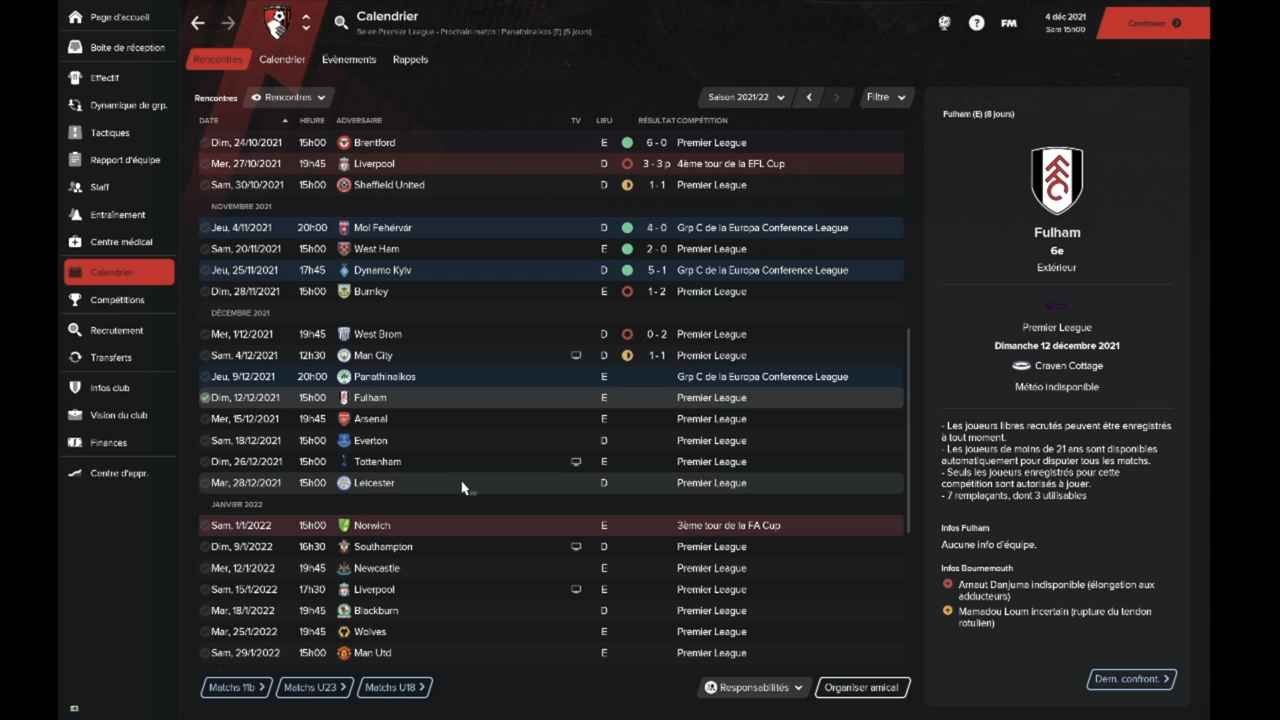 Page d'accueil
Boîte de réception
Effectif
Dynamique de grp.
Tactiques
Rapport d'équipe
Staff
Entraînement
Centre médical
Calendrier
Compétitions
Recrutement
Transferts
Infos club
Vision du club
Finances
Centre d'appr.
Calendrier
5e en Premier League - Prochain match : Panathinaikos (E) (5 jours)
FM
4 déc 2021
Sam 15h00
Continuer
Rencontres Calendrier Évènements Rappels
Rencontres Rencontres Saison 2021/22 Filtre
DATE HEURE ADVERSAIRE TV LIEU RÉSULTAT COMPÉTITION
Dim, 24/10/2021 15h00 Brentford E 6 - 0 Premier League
Mer, 27/10/2021 19h45 Liverpool D 3 - 3 p 4ème tour de la EFL Cup
Sam, 30/10/2021 15h00 Sheffield United D 1 - 1 Premier League
NOVEMBRE 2021
Jeu, 4/11/2021 20h00 Mol Fehérvár D 4 - 0 Grp C de la Europa Conference League
Sam, 20/11/2021 15h00 West Ham E 2 - 0 Premier League
Jeu, 25/11/2021 17h45 Dynamo Kyiv D 5 - 1 Grp C de la Europa Conference League
Dim, 28/11/2021 15h00 Burnley E 1 - 2 Premier League
DÉCEMBRE 2021
Mer, 1/12/2021 19h45 West Brom D 0 - 2 Premier League
Sam, 4/12/2021 12h30 Man City D 1 - 1 Premier League
Jeu, 9/12/2021 20h00 Panathinaikos E Grp C de la Europa Conference League
Dim, 12/12/2021 15h00 Fulham E Premier League
Mer, 15/12/2021 19h45 Arsenal E Premier League
Sam, 18/12/2021 15h00 Everton D Premier League
Dim, 26/12/2021 15h00 Tottenham E Premier League
Mar, 28/12/2021 15h00 Leicester D Premier League
JANVIER 2022
Sam, 1/1/2022 15h00 Norwich E 3ème tour de la FA Cup
Dim, 9/1/2022 16h30 Southampton D Premier League
Mer, 12/1/2022 19h45 Newcastle E Premier League
Sam, 15/1/2022 17h30 Liverpool E Premier League
Mar, 18/1/2022 19h45 Blackburn D Premier League
Mar, 25/1/2022 19h45 Wolves E Premier League
Sam, 29/1/2022 15h00 Man Utd E Premier League
Matchs 11b Matchs U23 Matchs U18 Responsabilités Organiser amical
Fulham (E) (8 jours)
FFC
Fulham
6e
Extérieur
Premier League
Dimanche 12 décembre 2021
Craven Cottage
Météo indisponible
- Les joueurs libres recrutés peuvent être enregistrés
à tout moment.
- Les joueurs de moins de 21 ans sont disponibles
automatiquement pour disputer tous les matchs.
- Seuls les joueurs enregistrés pour cette
compétition sont autorisés à jouer.
- 7 remplaçants, dont 3 utilisables
Infos Fulham
Aucune info d'équipe.
Infos Bournemouth
Arnaut Danjuma indisponible (élongation aux
adducteurs)
Mamadou Loum incertain (rupture du tendon
rotulien)
Dern. confront.